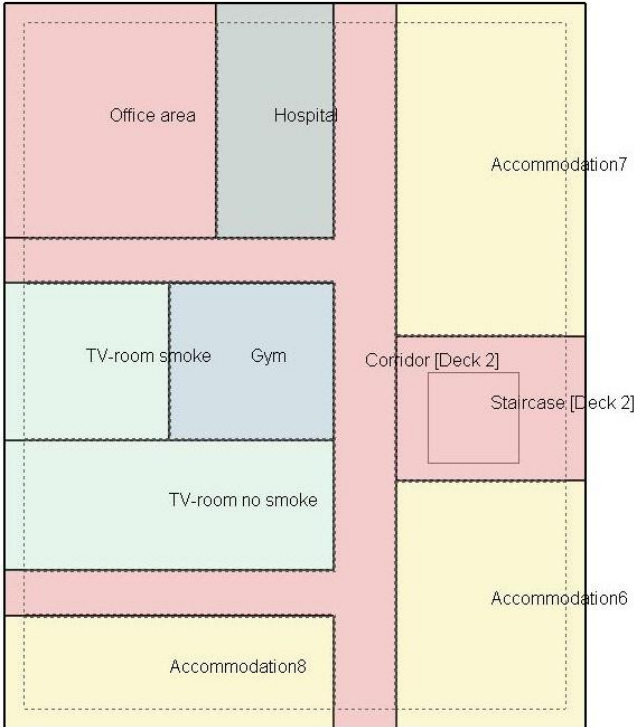 Office area
Hospital
Accommodation7
TV-room smoke
Gym
Corridor [Deck 2]
Staircase [Deck 2]
TV-room no smoke
Accommodation6
Accommodation8